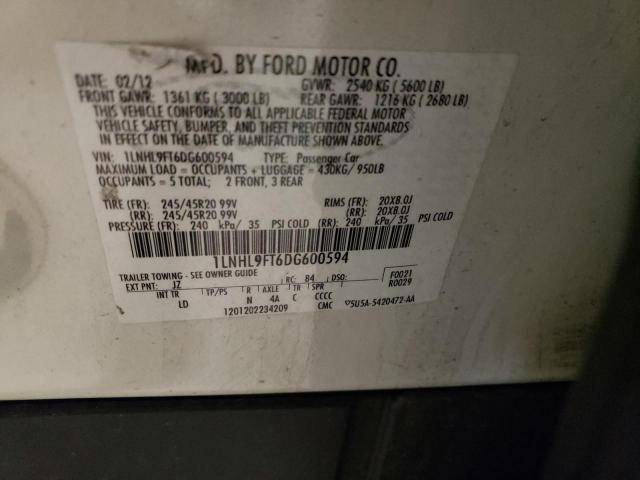 MFD. BY FORD MOTOR CO.
DATE: 02/12 GVWR: 2540 KG ( 5600 LB)
FRONT GAWR: 1361 KG ( 3000 LB) REAR GAWR: 1216 KG ( 2680 LB)
THIS VEHICLE CONFORMS TO ALL APPLICABLE FEDERAL MOTOR
VEHICLE SAFETY, BUMPER, AND THEFT PREVENTION STANDARDS
IN EFFECT ON THE DATE OF MANUFACTURE SHOWN ABOVE.
VIN: 1LNHL9FT6DG600594 TYPE: Passenger Car
MAXIMUM LOAD = OCCUPANTS + LUGGAGE = 430KG/ 950LB
OCCUPANTS = 5 TOTAL; 2 FRONT, 3 REAR
TIRE (FR): 245/45R20 99V RIMS (FR): 20X8.0J
(RR): 245/45R20 99V (RR): 20X8.0J
PRESSURE (FR): 240 kPa/ 35 PSI COLD (RR): 240 kPa/ 35 PSI COLD
1LNHL9FT6DG600594
TRAILER TOWING - SEE OWNER GUIDE F0021
EXT PNT: JZ RC: 84 DSO: R0029
INT TR TP/PS R AXLE TR SPR
LD N 4A C CCCC
1201202234209 CMC ▽5U5A-5420472-AA